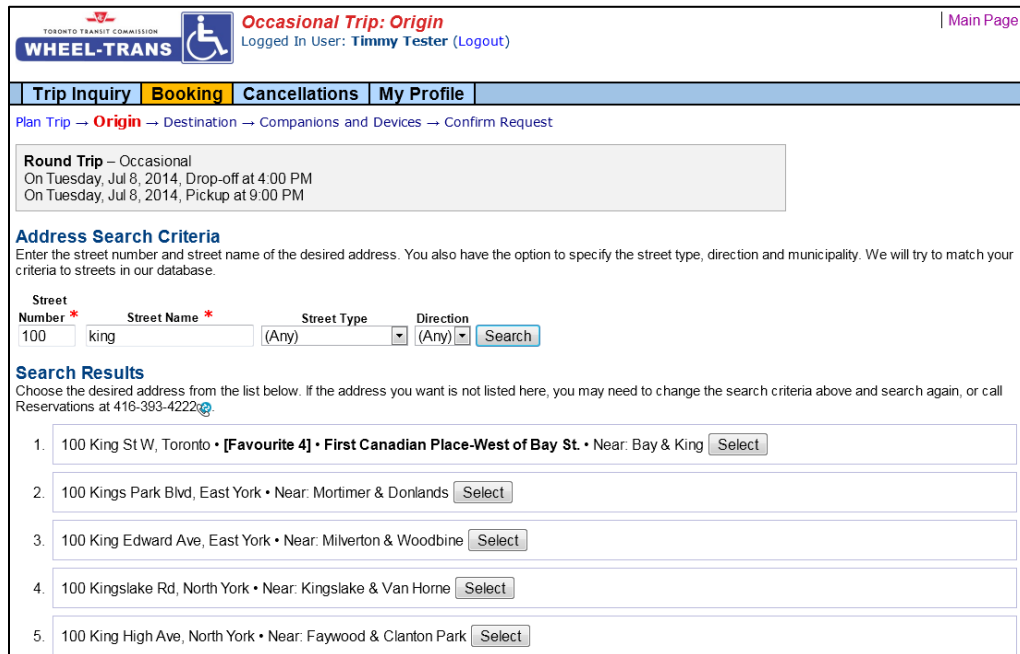 TORONTO TRANSIT COMMISSION
WHEEL-TRANS
Occasional Trip: Origin
Logged In User: Timmy Tester (Logout)
| Main Page
Trip Inquiry | Booking | Cancellations | My Profile |
Plan Trip → Origin → Destination → Companions and Devices → Confirm Request
Round Trip – Occasional
On Tuesday, Jul 8, 2014, Drop-off at 4:00 PM
On Tuesday, Jul 8, 2014, Pickup at 9:00 PM
Address Search Criteria
Enter the street number and street name of the desired address. You also have the option to specify the street type, direction and municipality. We will try to match your
criteria to streets in our database.
Street
Number * Street Name * Street Type Direction
100 king (Any) (Any) Search
Search Results
Choose the desired address from the list below. If the address you want is not listed here, you may need to change the search criteria above and search again, or call
Reservations at 416-393-4222.
1. 100 King St W, Toronto • [Favourite 4] • First Canadian Place-West of Bay St. • Near: Bay & King Select
2. 100 Kings Park Blvd, East York • Near: Mortimer & Donlands Select
3. 100 King Edward Ave, East York • Near: Milverton & Woodbine Select
4. 100 Kingslake Rd, North York • Near: Kingslake & Van Horne Select
5. 100 King High Ave, North York • Near: Faywood & Clanton Park Select